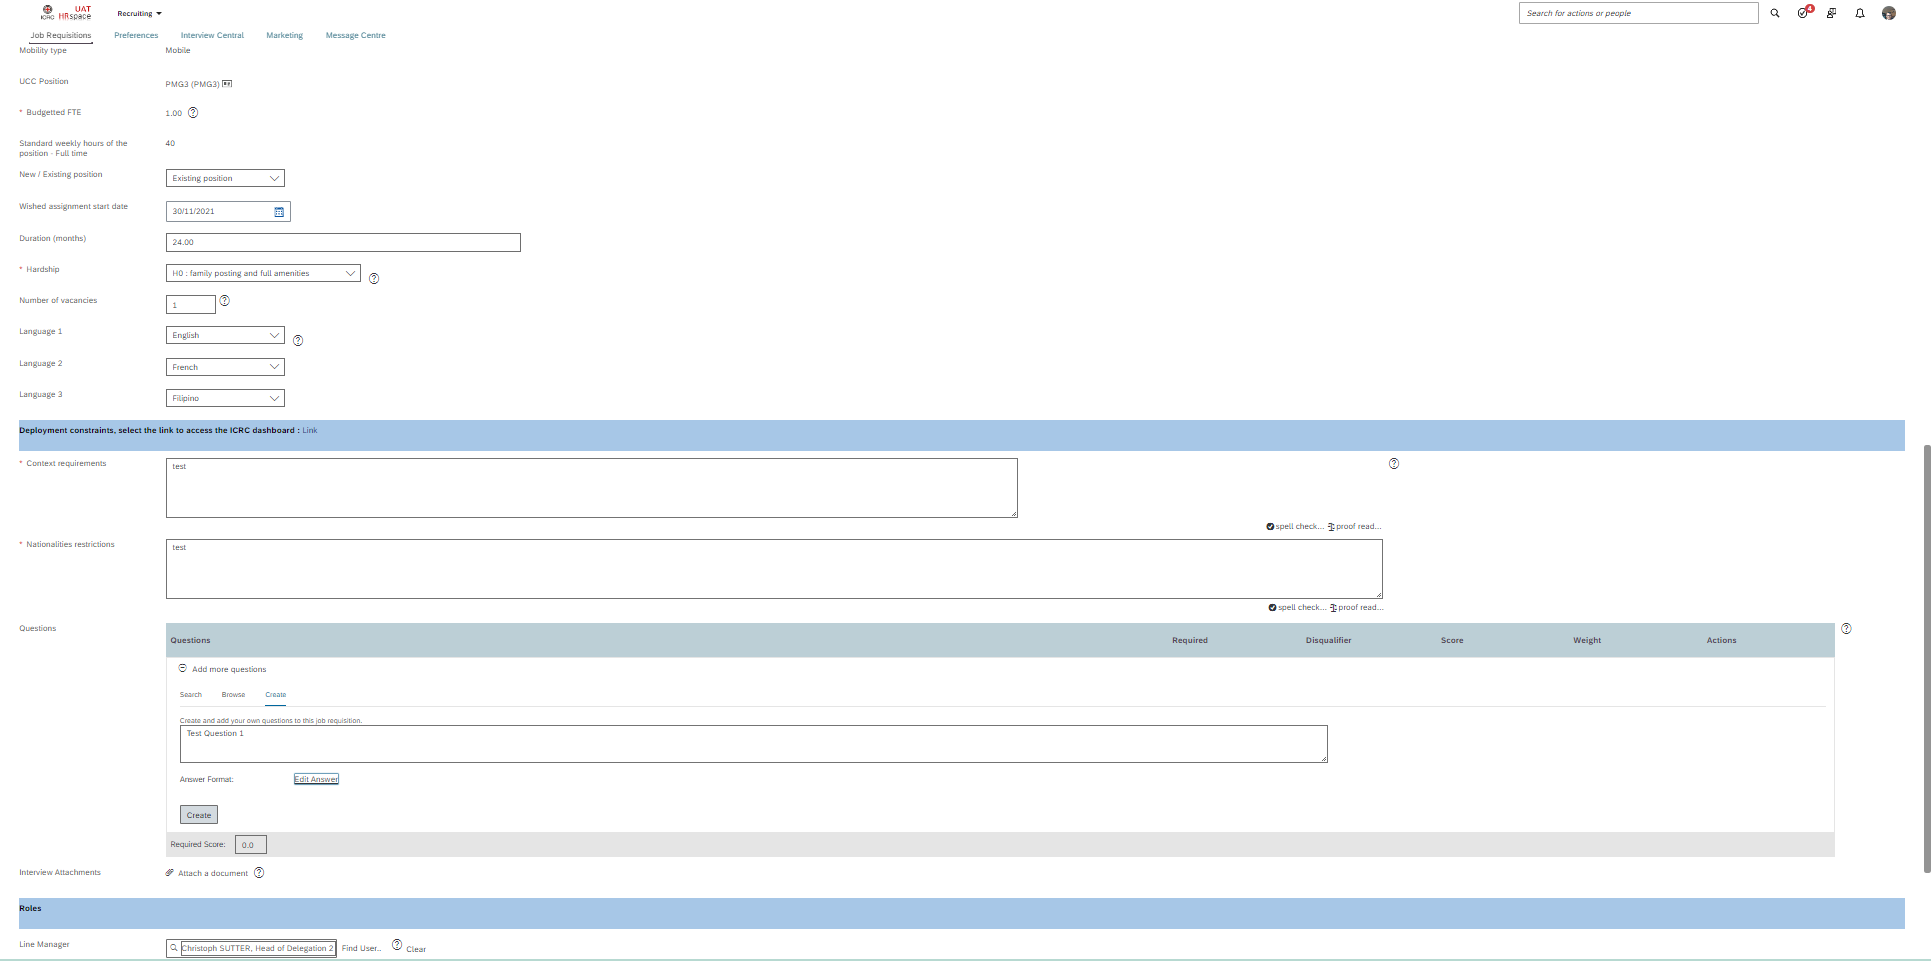 ICRC
UAT
HRspace
Recruiting
Search for actions or people
4
Job Requisitions Preferences Interview Central Marketing Message Centre
Mobility type Mobile
UCC Position PMG3 (PMG3)
* Budgetted FTE 1.00
Standard weekly hours of the
position - Full time
40
New / Existing position Existing position
Wished assignment start date 30/11/2021
Duration (months) 24.00
* Hardship H0 : family posting and full amenities
Number of vacancies 1
Language 1 English
Language 2 French
Language 3 Filipino
Deployment constraints, select the link to access the ICRC dashboard : Link
* Context requirements test
spell check... proof read...
* Nationalities restrictions test
spell check... proof read...
Questions
Questions Required Disqualifier Score Weight Actions
Add more questions
Search Browse Create
Create and add your own questions to this job requisition.
Test Question 1
Answer Format: Edit Answer
Create
Required Score: 0.0
Interview Attachments Attach a document
Roles
Line Manager Christoph SUTTER, Head of Delegation 2 Find User.. Clear